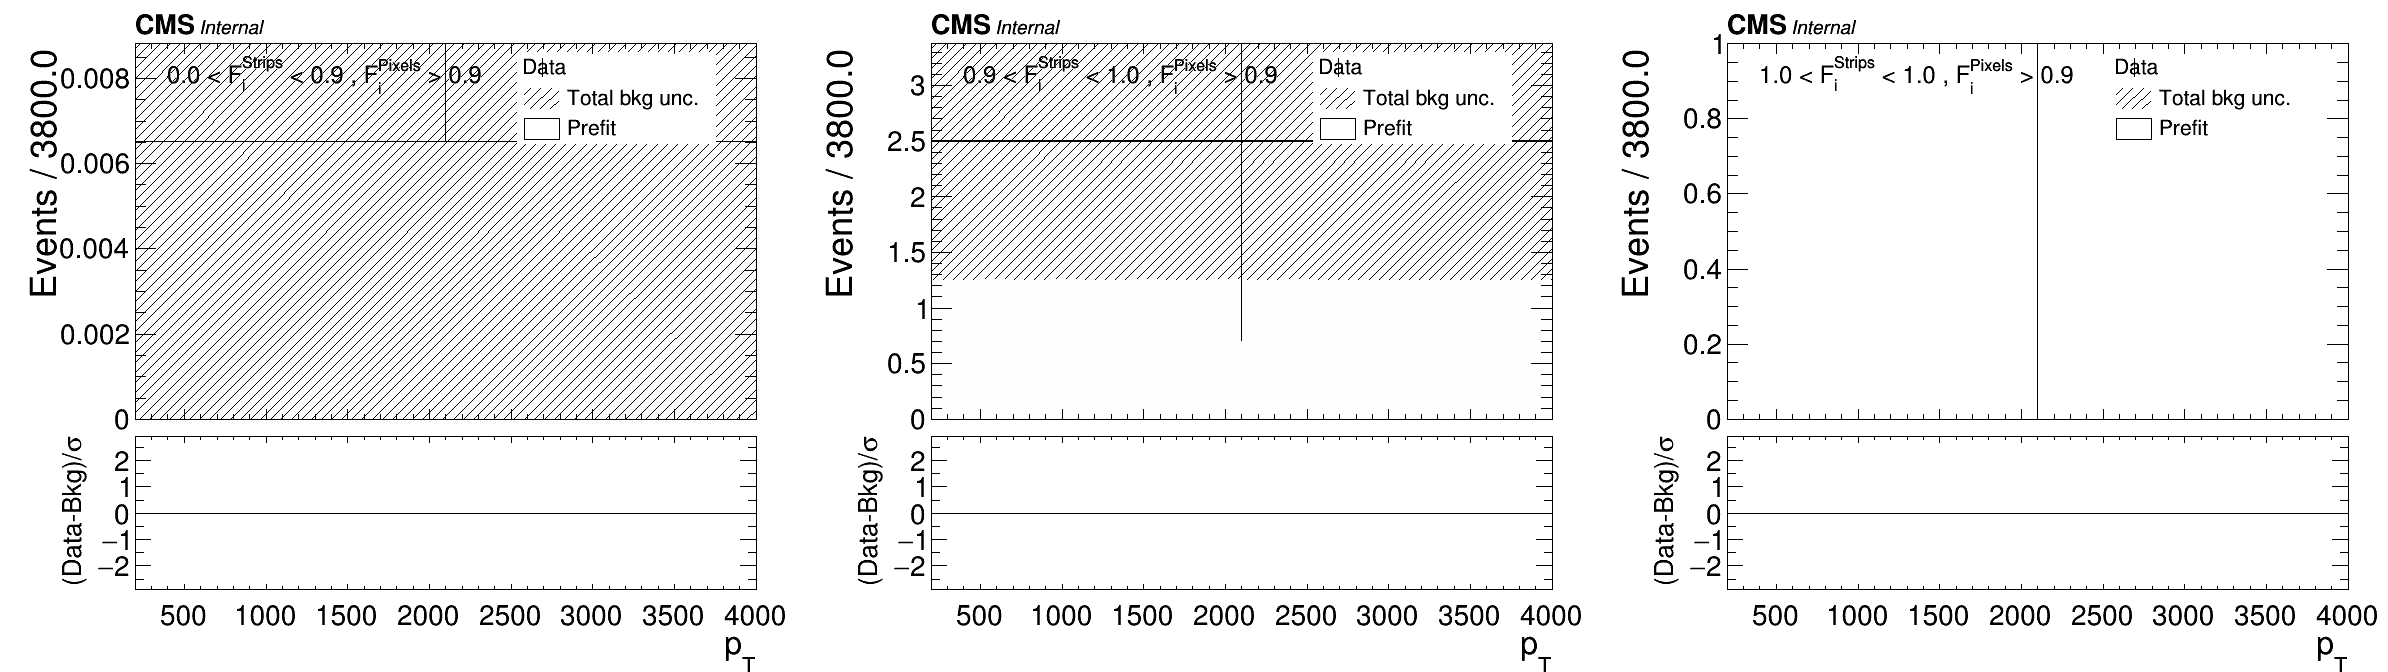 CMS Internal
0.0 < F_i^Strips < 0.9 , F_i^Pixels > 0.9
Data
Total bkg unc.
Prefit
Events / 3800.0
0.008
0.006
0.004
0.002
0
(Data-Bkg)/σ
2
1
0
−1
−2
500 1000 1500 2000 2500 3000 3500 4000
p_T
CMS Internal
0.9 < F_i^Strips < 1.0 , F_i^Pixels > 0.9
Data
Total bkg unc.
Prefit
Events / 3800.0
3
2.5
2
1.5
1
0.5
0
(Data-Bkg)/σ
2
1
0
−1
−2
500 1000 1500 2000 2500 3000 3500 4000
p_T
CMS Internal
1.0 < F_i^Strips < 1.0 , F_i^Pixels > 0.9
Data
Total bkg unc.
Prefit
Events / 3800.0
1
0.8
0.6
0.4
0.2
0
(Data-Bkg)/σ
2
1
0
−1
−2
500 1000 1500 2000 2500 3000 3500 4000
p_T